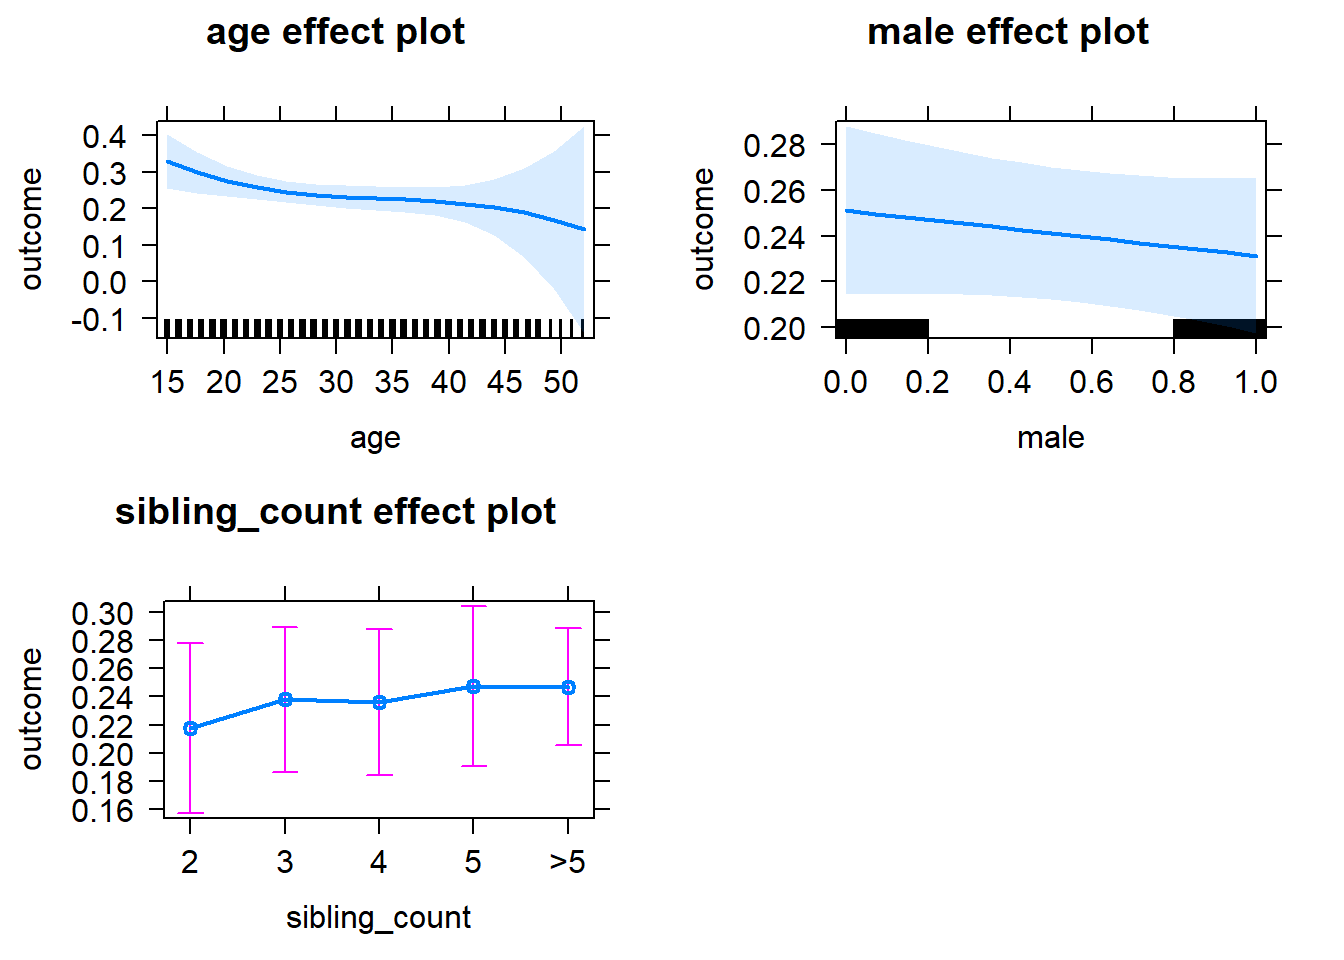 age effect plot
outcome
0.4
0.3
0.2
0.1
0.0
-0.1
15 20 25 30 35 40 45 50
age
male effect plot
outcome
0.28
0.26
0.24
0.22
0.20
0.0 0.2 0.4 0.6 0.8 1.0
male
sibling_count effect plot
outcome
0.30
0.28
0.26
0.24
0.22
0.20
0.18
0.16
2 3 4 5 >5
sibling_count